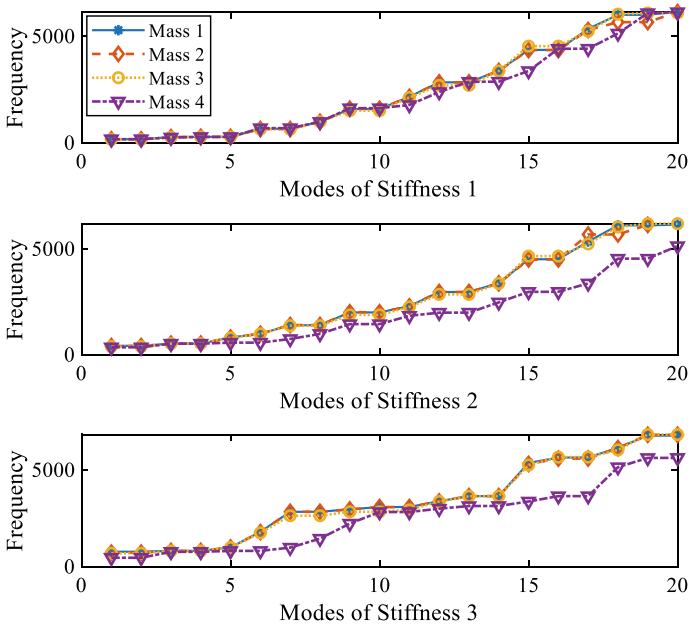 Frequency
5000
0
Mass 1
Mass 2
Mass 3
Mass 4
0 5 10 15 20
Modes of Stiffness 1
Frequency
5000
0
0 5 10 15 20
Modes of Stiffness 2
Frequency
5000
0
0 5 10 15 20
Modes of Stiffness 3